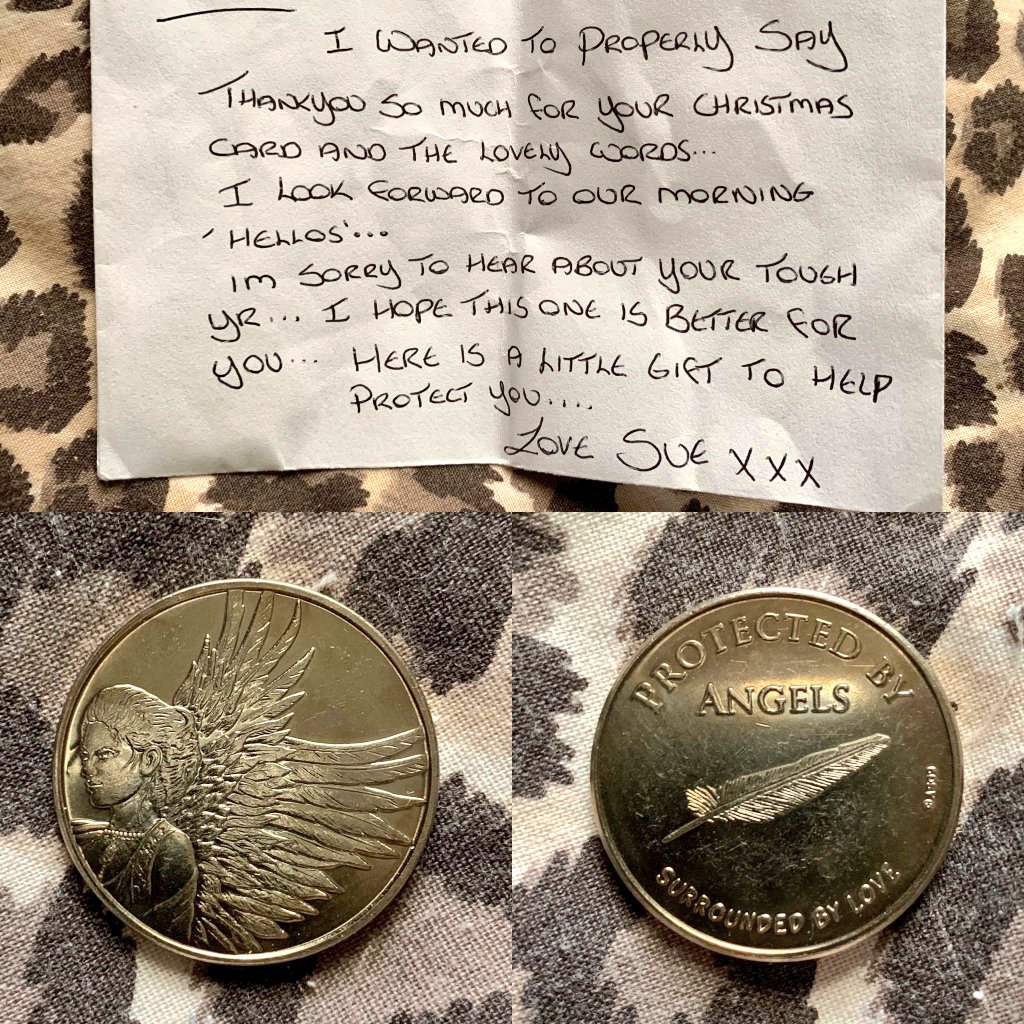 I WANTED TO PROPERLY SAY
THANKYOU SO MUCH FOR YOUR CHRISTMAS
CARD AND THE LOVELY WORDS...
I LOOK FORWARD TO OUR MORNING
'HELLOS'...
IM SORRY TO HEAR ABOUT YOUR TOUGH
YR... I HOPE THIS ONE IS BETTER FOR
YOU... HERE IS A LITTLE GIFT TO HELP
PROTECT YOU....
LOVE SUE XXX
PROTECTED BY
ANGELS
SURROUNDED BY LOVE